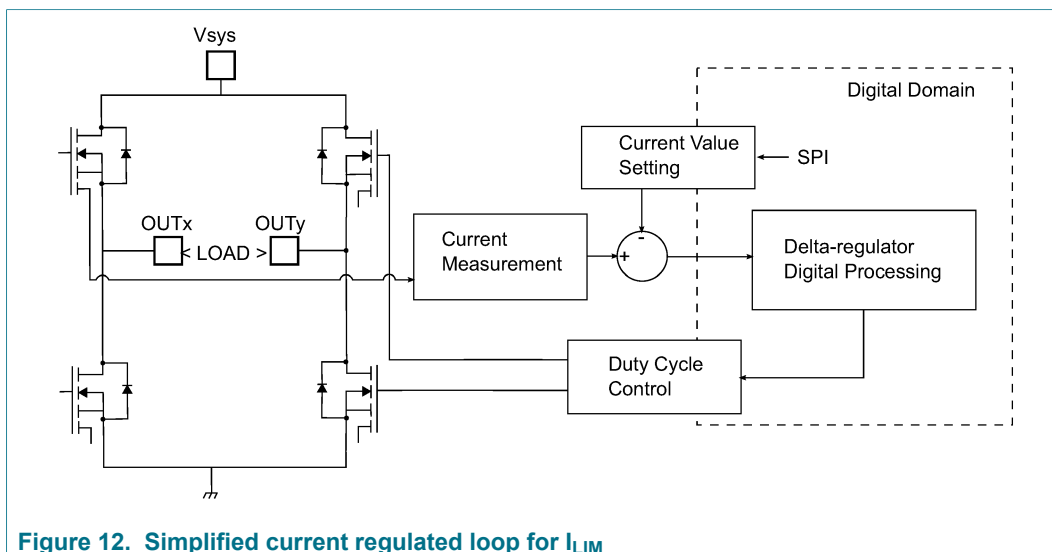 Vsys
Digital Domain
Current Value
Setting
SPI
OUTx
OUTy
< LOAD >
-
+
Current
Measurement
Delta-regulator
Digital Processing
Duty Cycle
Control
Figure 12. Simplified current regulated loop for ILIM